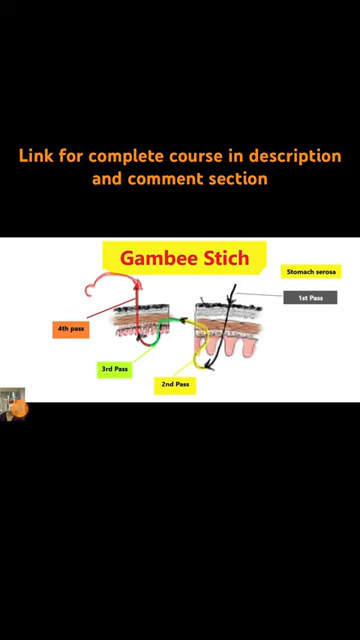 Link for complete course in description
and comment section
Gambee Stich
Stomach serosa
1st Pass
4th pass
3rd Pass
2nd Pass